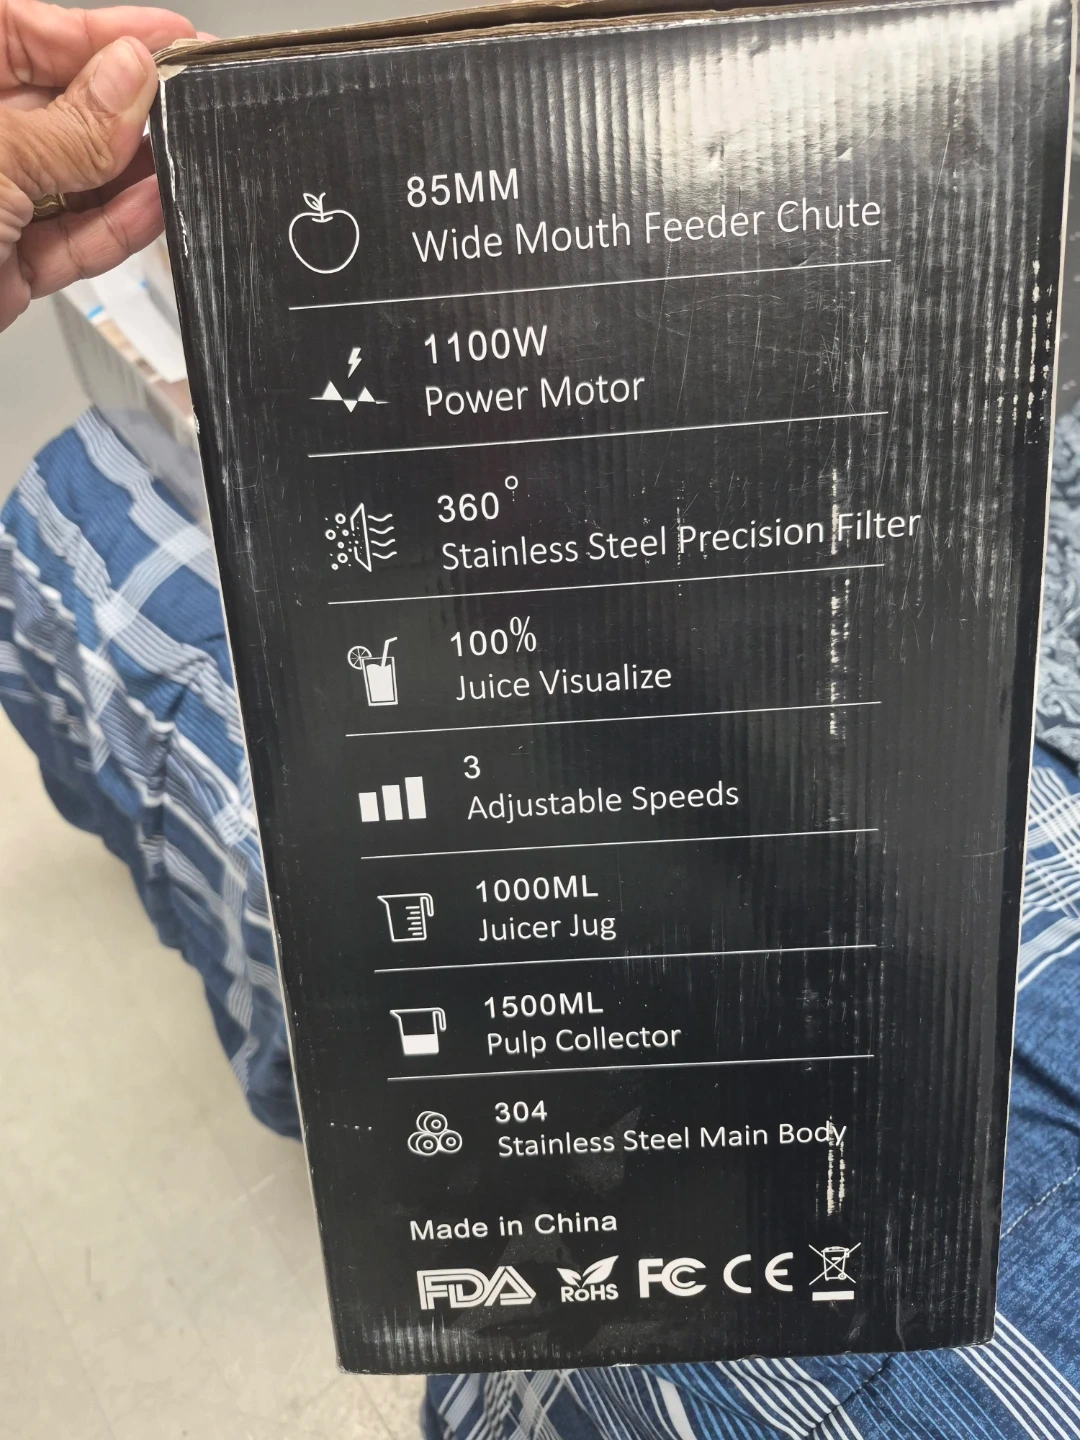 85MM
Wide Mouth Feeder Chute
1100W
Power Motor
360°
Stainless Steel Precision Filter
100%
Juice Visualize
3
Adjustable Speeds
1000ML
Juicer Jug
1500ML
Pulp Collector
304
Stainless Steel Main Body
Made in China
FDA RoHS FC CE